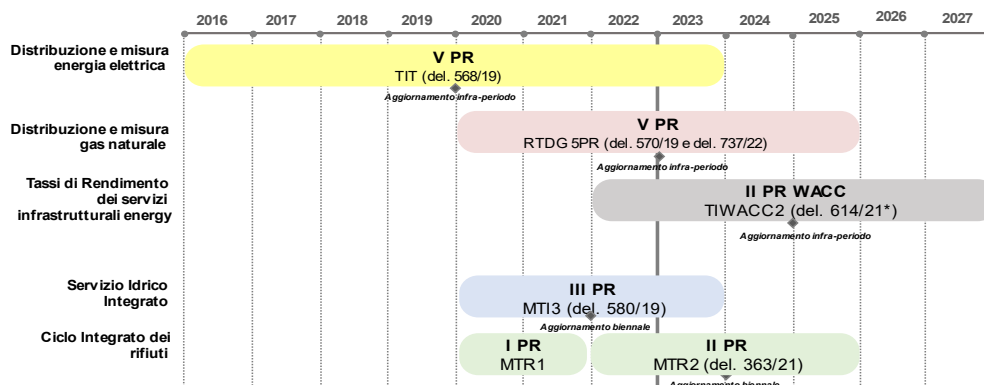 2016 2017 2018 2019 2020 2021 2022 2023 2024 2025 2026 2027
Distribuzione e misura
energia elettrica
V PR
TIT (del. 568/19)
Aggiornamento infra-periodo
Distribuzione e misura
gas naturale
V PR
RTDG 5PR (del. 570/19 e del. 737/22)
Aggiornamento infra-periodo
Tassi di Rendimento
dei servizi
infrastrutturali energy
II PR WACC
TIWACC2 (del. 614/21*)
Aggiornamento infra-periodo
Servizio Idrico
Integrato
III PR
MTI3 (del. 580/19)
Aggiornamento biennale
Ciclo Integrato dei
rifiuti
I PR
MTR1
II PR
MTR2 (del. 363/21)
Aggiornamento biennale